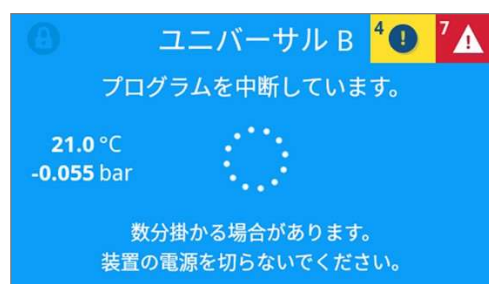 ユニバーサル B
4
7
プログラムを中断しています。
21.0 °C
-0.055 bar
数分掛かる場合があります。
装置の電源を切らないでください。